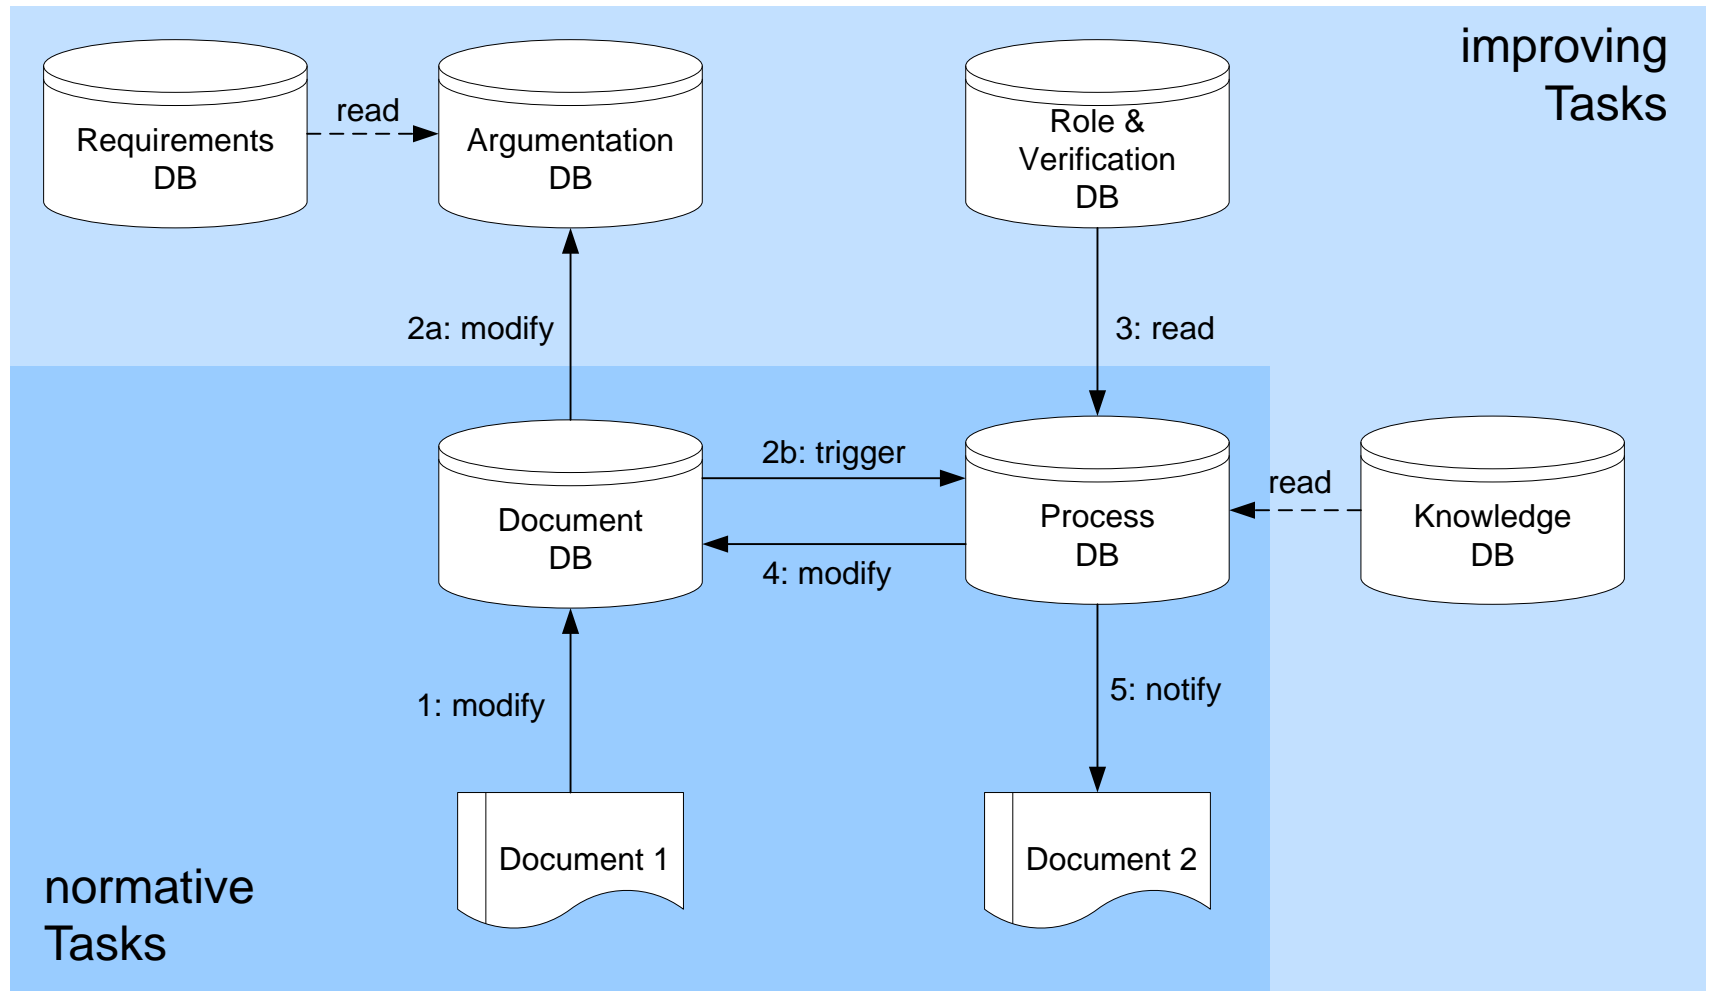 improving
Tasks
Requirements
DB
read
Argumentation
DB
Role &
Verification
DB
2a: modify
3: read
Document
DB
2b: trigger
4: modify
Process
DB
read
Knowledge
DB
1: modify
5: notify
Document 1
Document 2
normative
Tasks